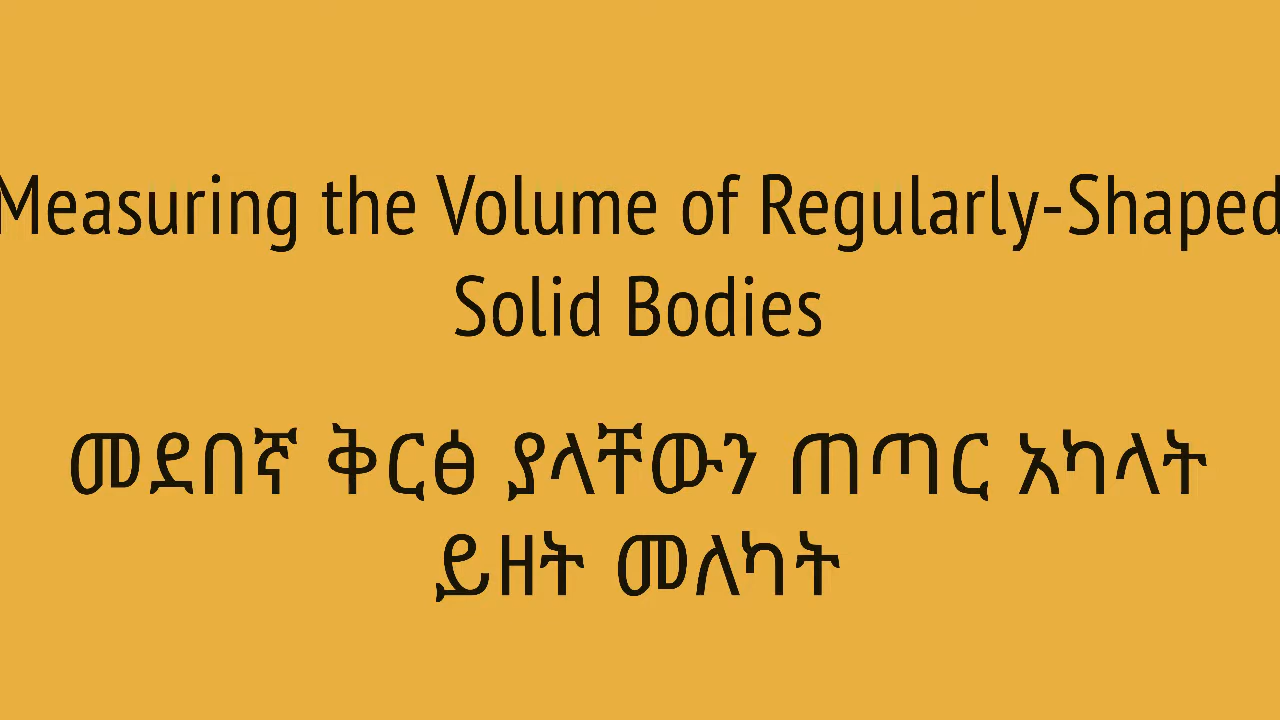 Measuring the Volume of Regularly-Shaped
Solid Bodies
መደበኛ ቅርፅ ያላቸውን ጠጣር አካላት
ይዘት መለካት